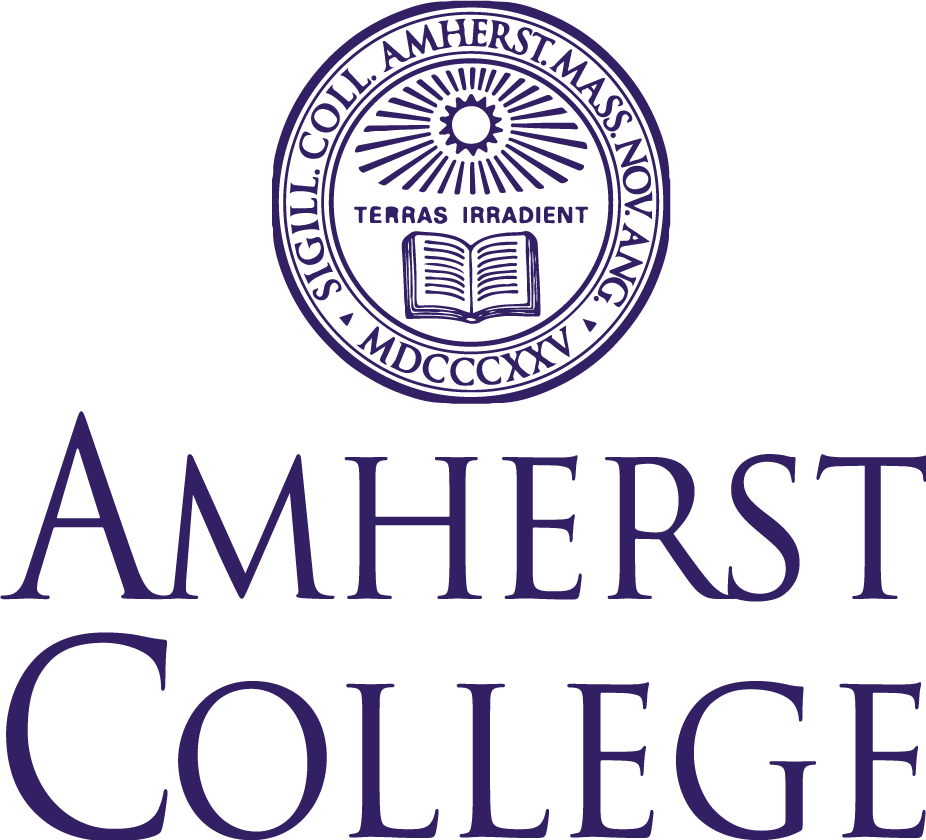 SIGILL. COLL. AMHERST. MASS. NOV. ANG.
TERRAS IRRADIENT
MDCCCXXV
AMHERST
COLLEGE